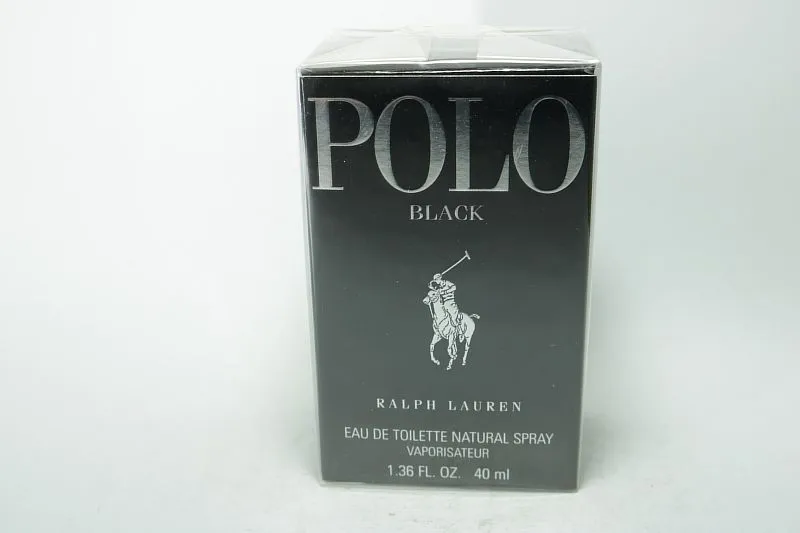 POLO
BLACK
RALPH LAUREN
EAU DE TOILETTE NATURAL SPRAY
VAPORISATEUR
1.36 FL. OZ. 40 ml